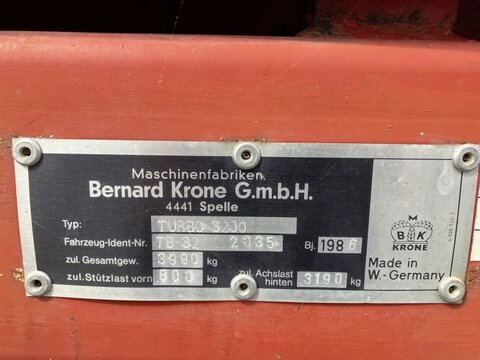 Maschinenfabriken
Bernard Krone G.m.b.H.
4441 Spelle
Typ: TURBO 3200
Fahrzeug-Ident-Nr. TB 32 2035 Bj. 1986
zul. Gesamtgew. 3990 kg
zul. Stützlast vorn 800 kg zul. Achslast hinten 3190 kg
M
B K
KRONE
Made in
W.-Germany